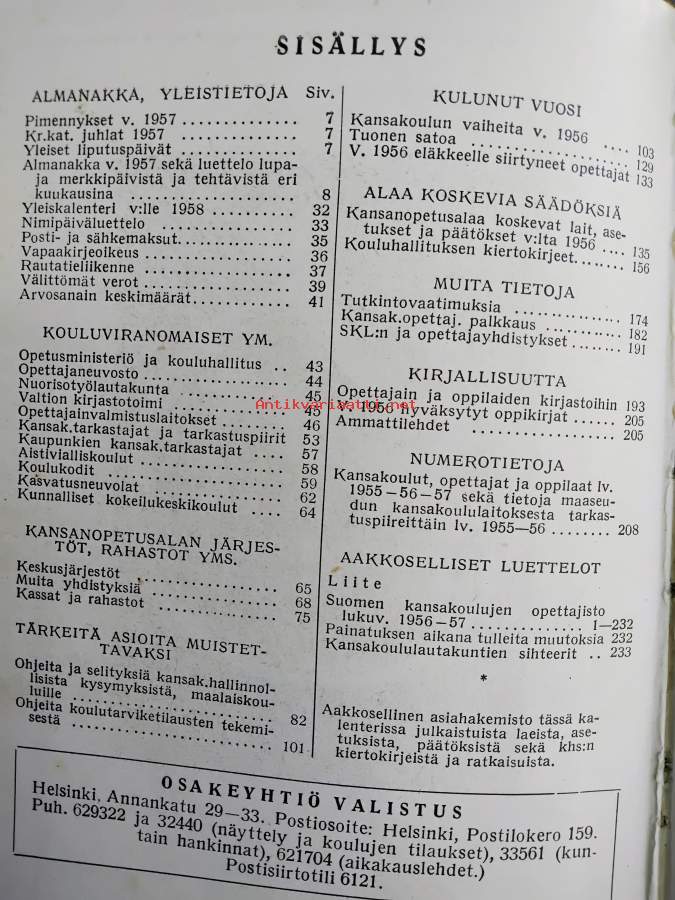 SISÄLLYS
ALMANAKKA, YLEISTIETOJA Siv.
Pimennykset v. 1957 .............. 7
Kr.kat. juhlat 1957 .............. 7
Yleiset liputuspäivät .............. 7
Almanakka v. 1957 sekä luettelo lupa-
ja merkkipäivistä ja tehtävistä eri
kuukausina .................... 8
Yleiskalenteri v:lle 1958 .......... 32
Nimipäiväluettelo .............. 33
Posti- ja sähkemaksut.............. 35
Vapaakirjeoikeus .................. 36
Rautatieliikenne .................. 37
Välittömät verot .................. 39
Arvosanain keskimäärät............ 41
KOULUVIRANOMAISET YM.
Opetusministeriö ja kouluhallitus .. 43
Opettajaneuvosto .................. 44
Nuorisotyölautakunta .............. 45
Valtion kirjastotoimi .............. 45
Opettajainvalmistuslaitokset ........ 46
Kansak.tarkastajat ja tarkastuspiirit 53
Kaupunkien kansak.tarkastajat .... 57
Aistivialliskoulut .................. 58
Koulukodit ...................... 59
Kasvatusneuvolat ................ 62
Kunnalliset kokeilukeskikoulut .... 64
KANSANOPETUSALAN JÄRJES-
TÖT, RAHASTOT YMS.
Keskusjärjestöt .................. 65
Muita yhdistyksiä ................ 68
Kassat ja rahastot ................ 75
TÄRKEITÄ ASIOITA MUISTET-
TAVAKSI
Ohjeita ja selityksiä kansak.hallinnol-
lisista kysymyksistä, maalaiskou-
luille ........................ 82
Ohjeita koulutarviketilausten tekemi-
sestä ........................ 101
KULUNUT VUOSI
Kansakoulun vaiheita v. 1956 .... 103
Tuonen satoa .................... 129
V. 1956 eläkkeelle siirtyneet opettajat 133
ALAA KOSKEVIA SÄÄDÖKSIÄ
Kansanopetusalaa koskevat lait, ase-
tukset ja päätökset v:lta 1956 .... 135
Kouluhallituksen kiertokirjeet........ 156
MUITA TIETOJA
Tutkintovaatimuksia .............. 174
Kansak.opettaj. palkkaus .......... 182
SKL:n ja opettajayhdistykset ........ 191
KIRJALLISUUTTA
Opettajain ja oppilaiden kirjastoihin 193
V. 1956 hyväksytyt oppikirjat ...... 205
Ammattilehdet .................. 205
NUMEROTIETOJA
Kansakoulut, opettajat ja oppilaat lv.
1955-56-57 sekä tietoja maaseu-
dun kansakoululaitoksesta tarkas-
tuspiireittäin lv. 1955—56 ........ 208
AAKKOSELLISET LUETTELOT
Liite
Suomen kansakoulujen opettajisto
lukuv. 1956-57 ............ 1—232
Painatuksen aikana tulleita muutoksia 232
Kansakoululautakuntien sihteerit .. 233
*
Aakkosellinen asiahakemisto tässä ka-
lenterissa julkaistuista laeista, ase-
tuksista, päätöksistä sekä khs:n
kiertokirjeistä ja ratkaisuista.
OSAKEYHTIÖ VALISTUS
Helsinki, Annankatu 29—33. Postiosoite: Helsinki, Postilokero 159.
Puh. 629322 ja 32440 (näyttely ja koulujen tilaukset), 33561 (kun-
tain hankinnat), 621704 (aikakauslehdet.)
Postisiirtotili 6121.
Antikvariaatti.net